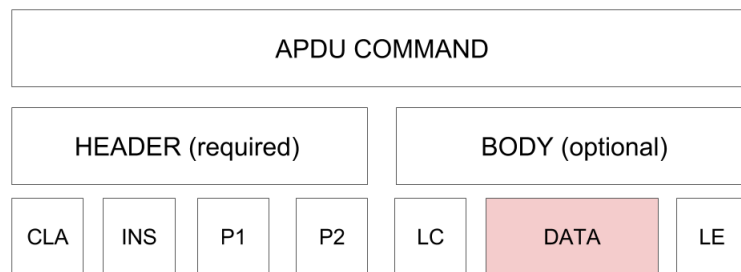 APDU COMMAND
HEADER (required) BODY (optional)
CLA INS P1 P2 LC DATA LE